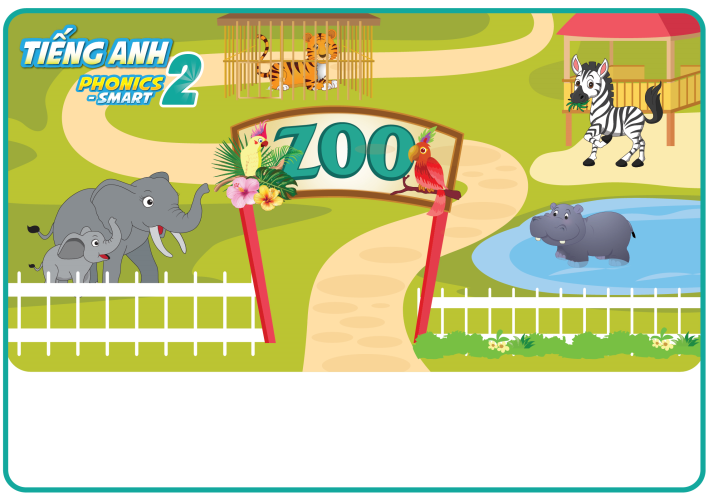 TIẾNG ANH
PHONICS
-SMART 2
ZOO